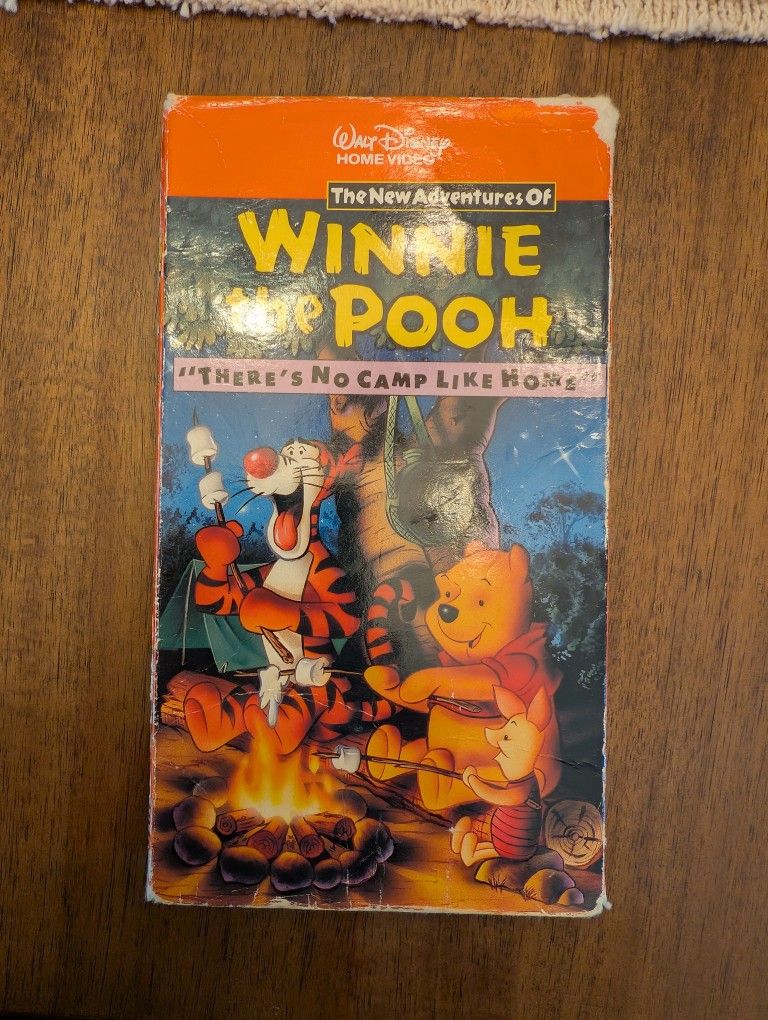 Walt Disney
HOME VIDEO
The New Adventures Of
WINNIE
the POOH
"THERE'S NO CAMP LIKE HOME"